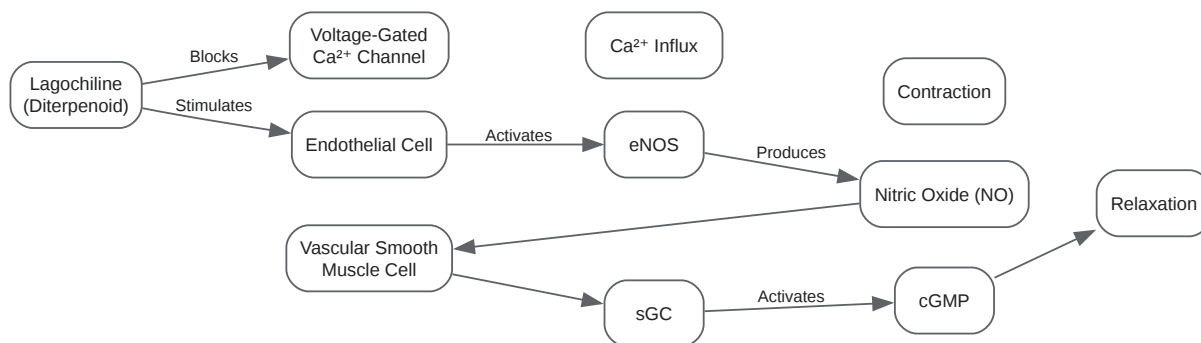 Lagochiline
(Diterpenoid)
Blocks
Stimulates
Voltage-Gated
Ca²⁺ Channel
Endothelial Cell
Activates
Ca²⁺ Influx
eNOS
Produces
Contraction
Nitric Oxide (NO)
Vascular Smooth
Muscle Cell
sGC
Activates
cGMP
Relaxation